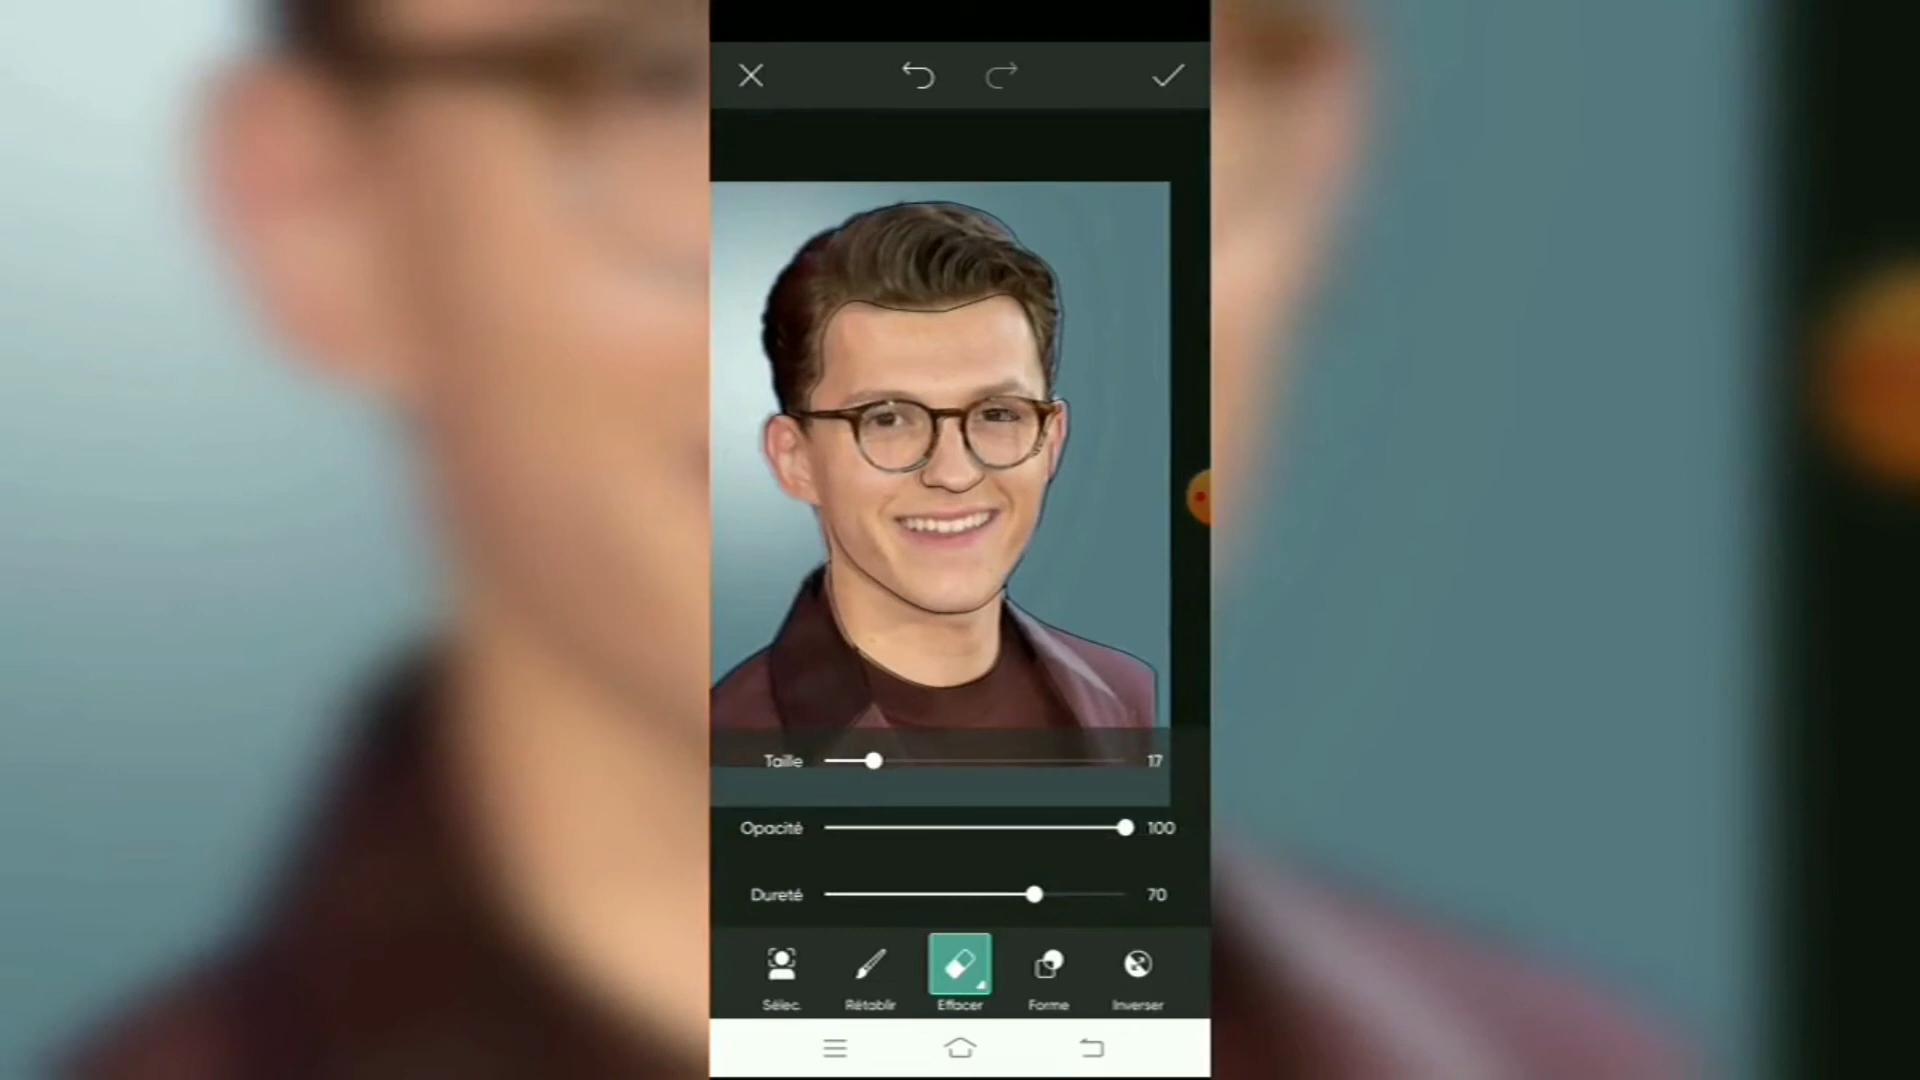 Taille 17
Opacité 100
Dureté 70
Sélec. Rétablir Effacer Forme Inverser